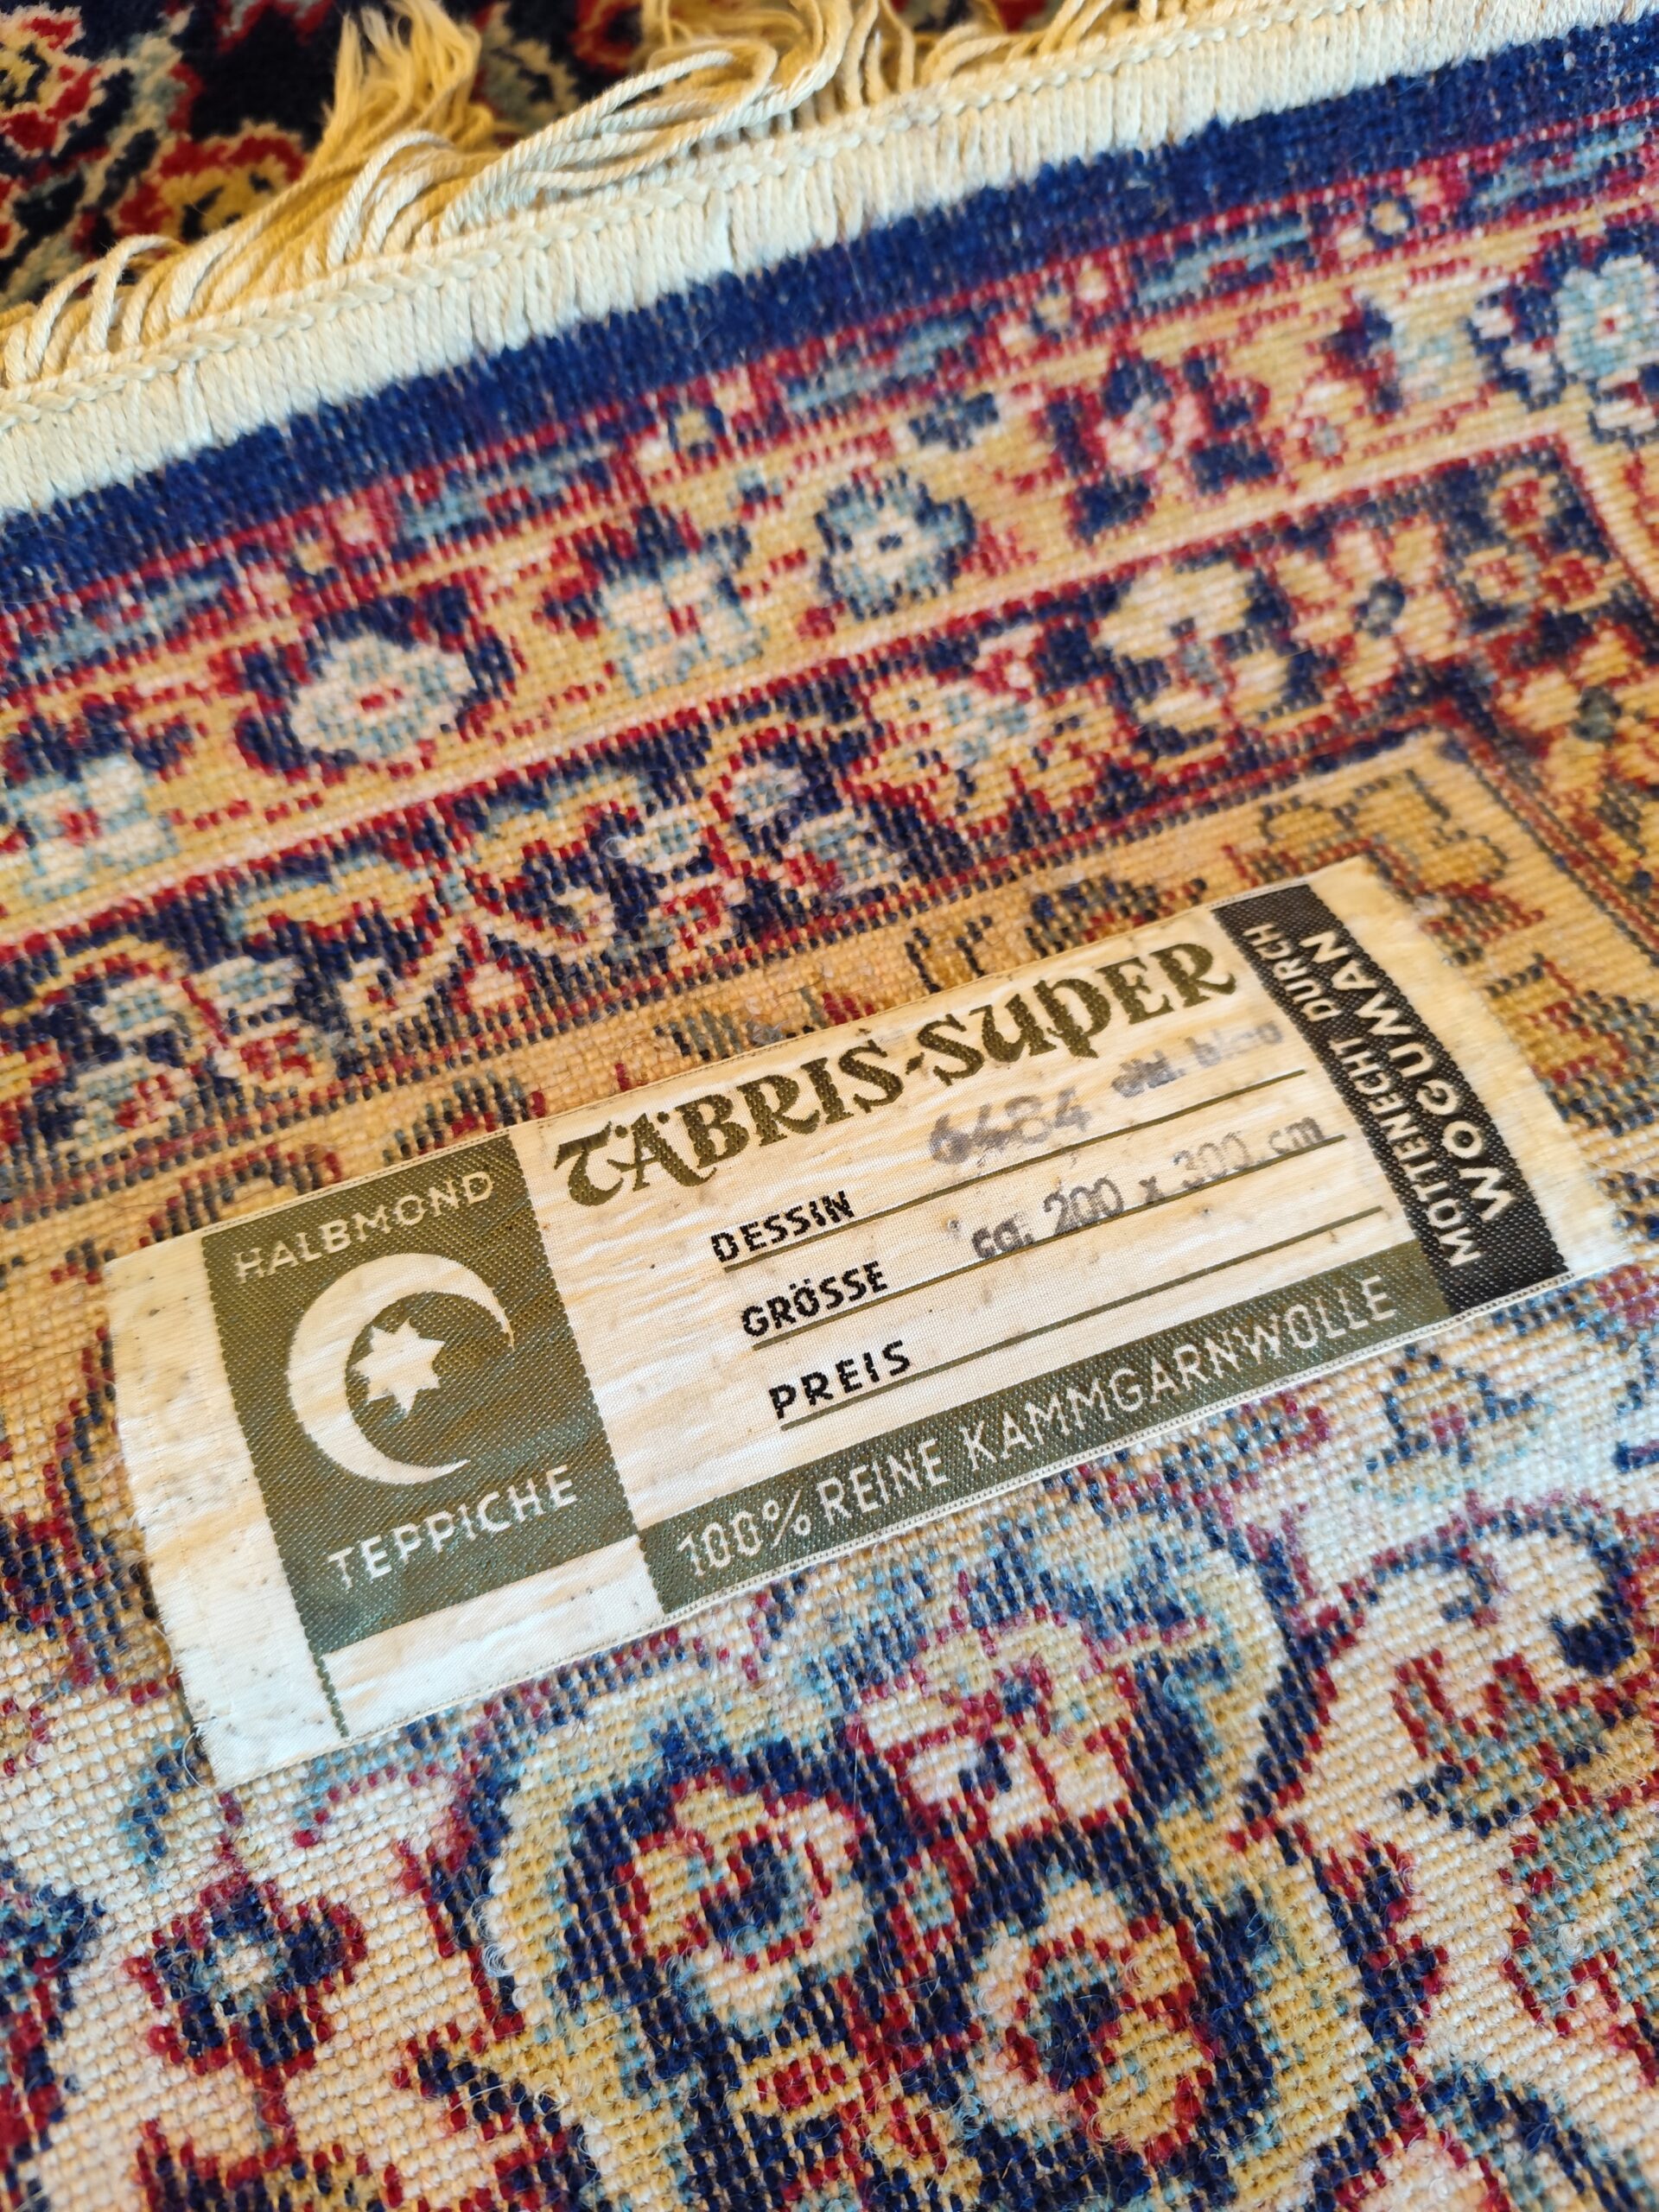 HALBMOND
TEPPICHE
TÄBRIS-SUPER
DESSIN 6484
GRÖSSE ca. 200 x 300 cm
PREIS
100% REINE KAMMGARNWOLLE
MOTTENECHT DURCH
WOGUMAN